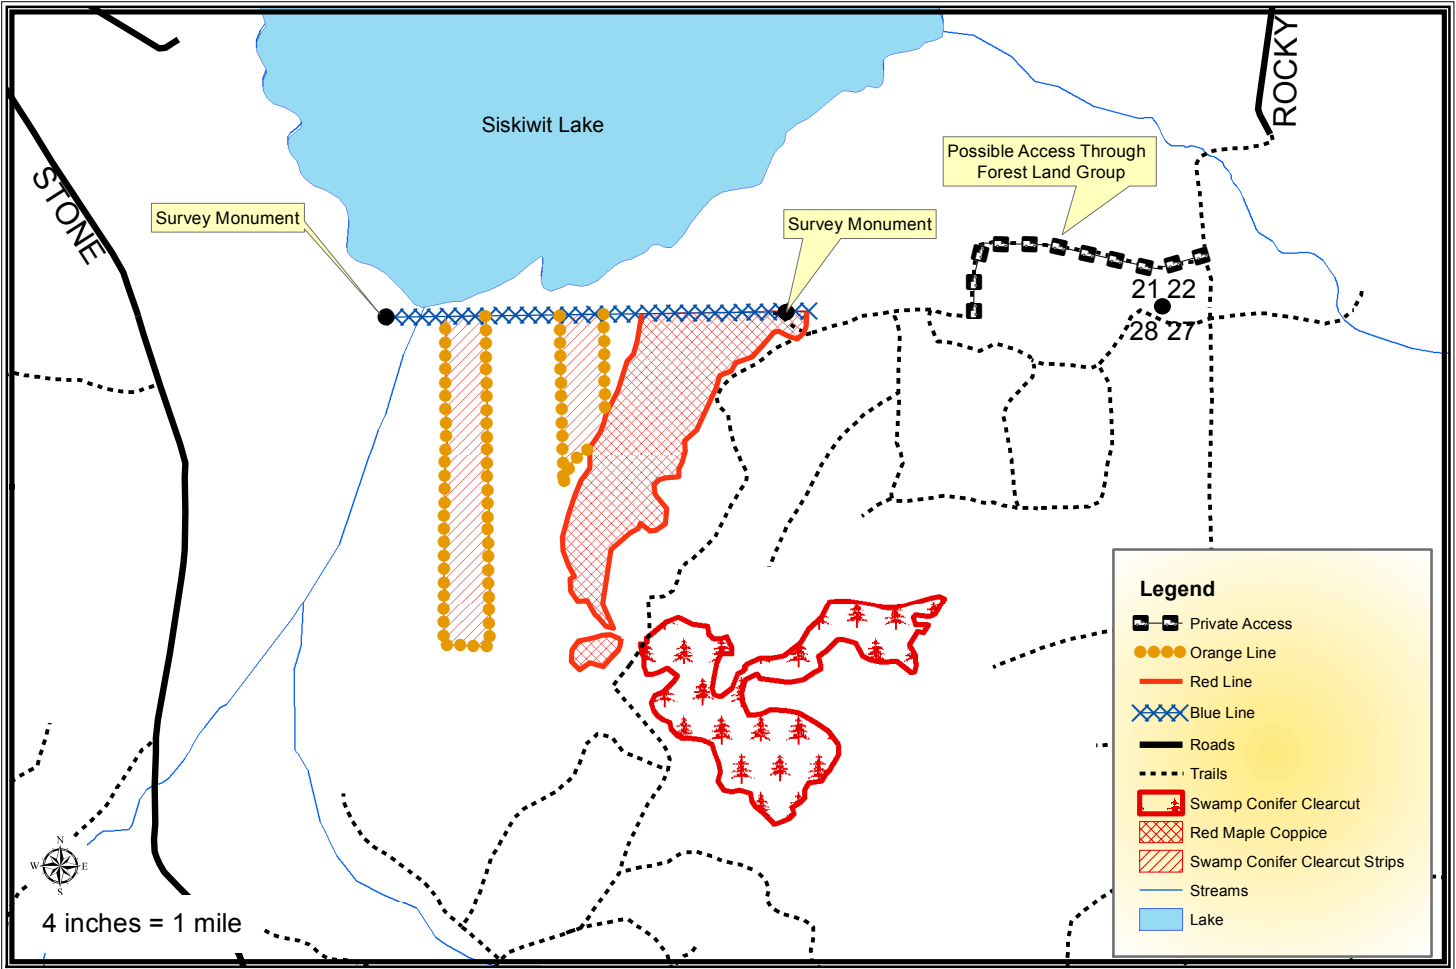 ROCKY
Siskiwit Lake
Possible Access Through
Forest Land Group
STONE
Survey Monument
Survey Monument
21 22
28 27
Legend
Private Access
Orange Line
Red Line
Blue Line
Roads
Trails
Swamp Conifer Clearcut
Red Maple Coppice
Swamp Conifer Clearcut Strips
Streams
Lake
N
W E
S
4 inches = 1 mile